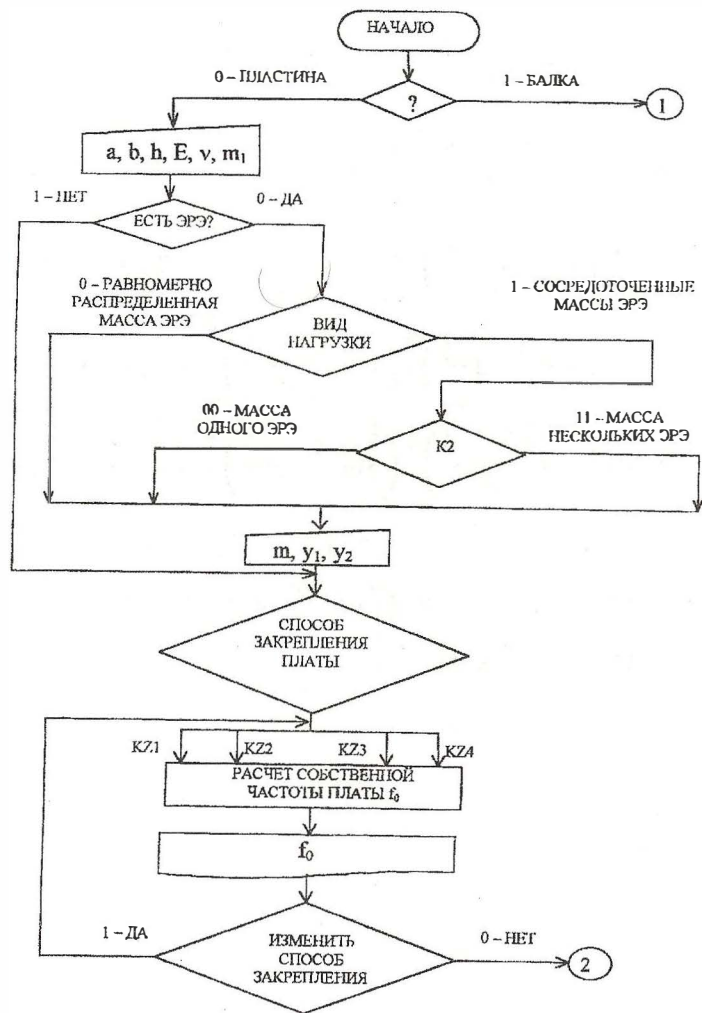 НАЧАЛО
0 – ПЛАСТИНА
1 – БАЛКА
?
1
a, b, h, E, ν, m₁
1 – НЕТ
0 – ДА
ЕСТЬ ЭРЭ?
0 – РАВНОМЕРНО
РАСПРЕДЕЛЕННАЯ
МАССА ЭРЭ
1 – СОСРЕДОТОЧЕННЫЕ
МАССЫ ЭРЭ
ВИД
НАГРУЗКИ
00 – МАССА
ОДНОГО ЭРЭ
11 – МАССА
НЕСКОЛЬКИХ ЭРЭ
К2
m, y₁, y₂
СПОСОБ
ЗАКРЕПЛЕНИЯ
ПЛАТЫ
KZ1
KZ2
KZ3
KZ4
РАСЧЕТ СОБСТВЕННОЙ
ЧАСТОТЫ ПЛАТЫ f₀
f₀
1 – ДА
0 – НЕТ
ИЗМЕНИТЬ
СПОСОБ
ЗАКРЕПЛЕНИЯ
2